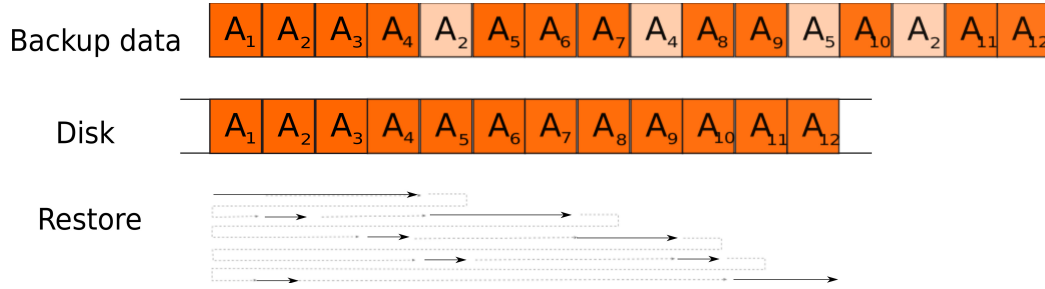 Backup data A1 A2 A3 A4 A2 A5 A6 A7 A4 A8 A9 A5 A10 A2 A11 A12
Disk A1 A2 A3 A4 A5 A6 A7 A8 A9 A10 A11 A12
Restore